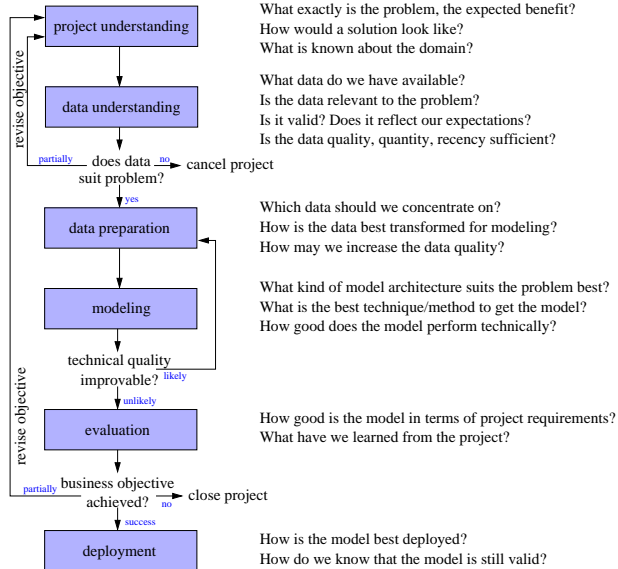 project understanding
What exactly is the problem, the expected benefit?
How would a solution look like?
What is known about the domain?
revise objective
data understanding
What data do we have available?
Is the data relevant to the problem?
Is it valid? Does it reflect our expectations?
Is the data quality, quantity, recency sufficient?
partially
does data
suit problem?
no
cancel project
yes
data preparation
Which data should we concentrate on?
How is the data best transformed for modeling?
How may we increase the data quality?
modeling
What kind of model architecture suits the problem best?
What is the best technique/method to get the model?
How good does the model perform technically?
technical quality
improvable?
likely
unlikely
revise objective
evaluation
How good is the model in terms of project requirements?
What have we learned from the project?
partially
business objective
achieved?
no
close project
success
deployment
How is the model best deployed?
How do we know that the model is still valid?